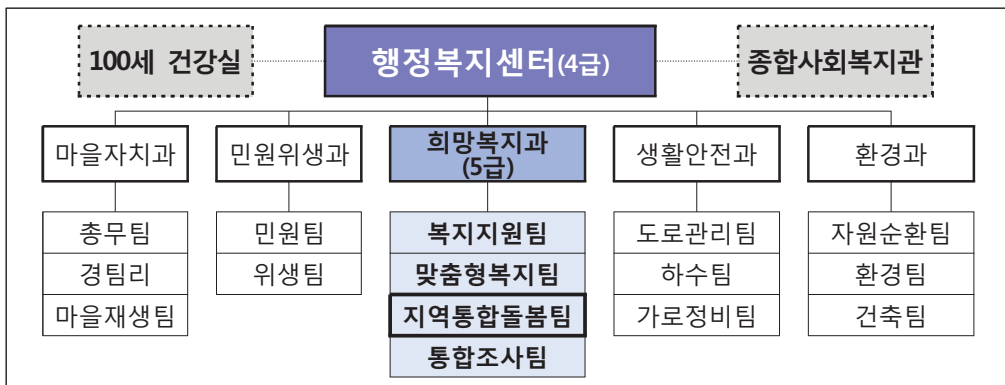 100세 건강실
행정복지센터(4급)
종합사회복지관
마을자치과
민원위생과
희망복지과
(5급)
생활안전과
환경과
총무팀
경팀리
마을재생팀
민원팀
위생팀
복지지원팀
맞춤형복지팀
지역통합돌봄팀
통합조사팀
도로관리팀
하수팀
가로정비팀
자원순환팀
환경팀
건축팀